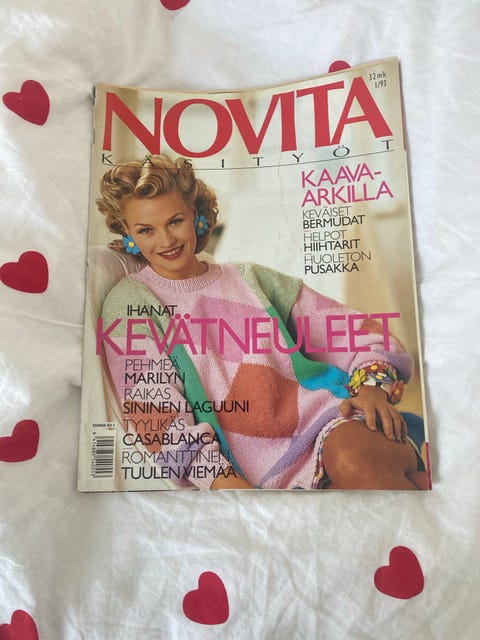 32 mk
1/93
NOVITA
KÄSITYÖT
KAAVA-
ARKILLA
KEVÄISET
BERMUDAT
HELPOT
HIIHTARIT
HUOLETON
PUSAKKA
IHANAT
KEVÄTNEULEET
PEHMEÄ
MARILYN
RAIKAS
SININEN LAGUUNI
TYYLIKÄS
CASABLANCA
ROMANTTINEN
TUULEN VIEMÄÄ